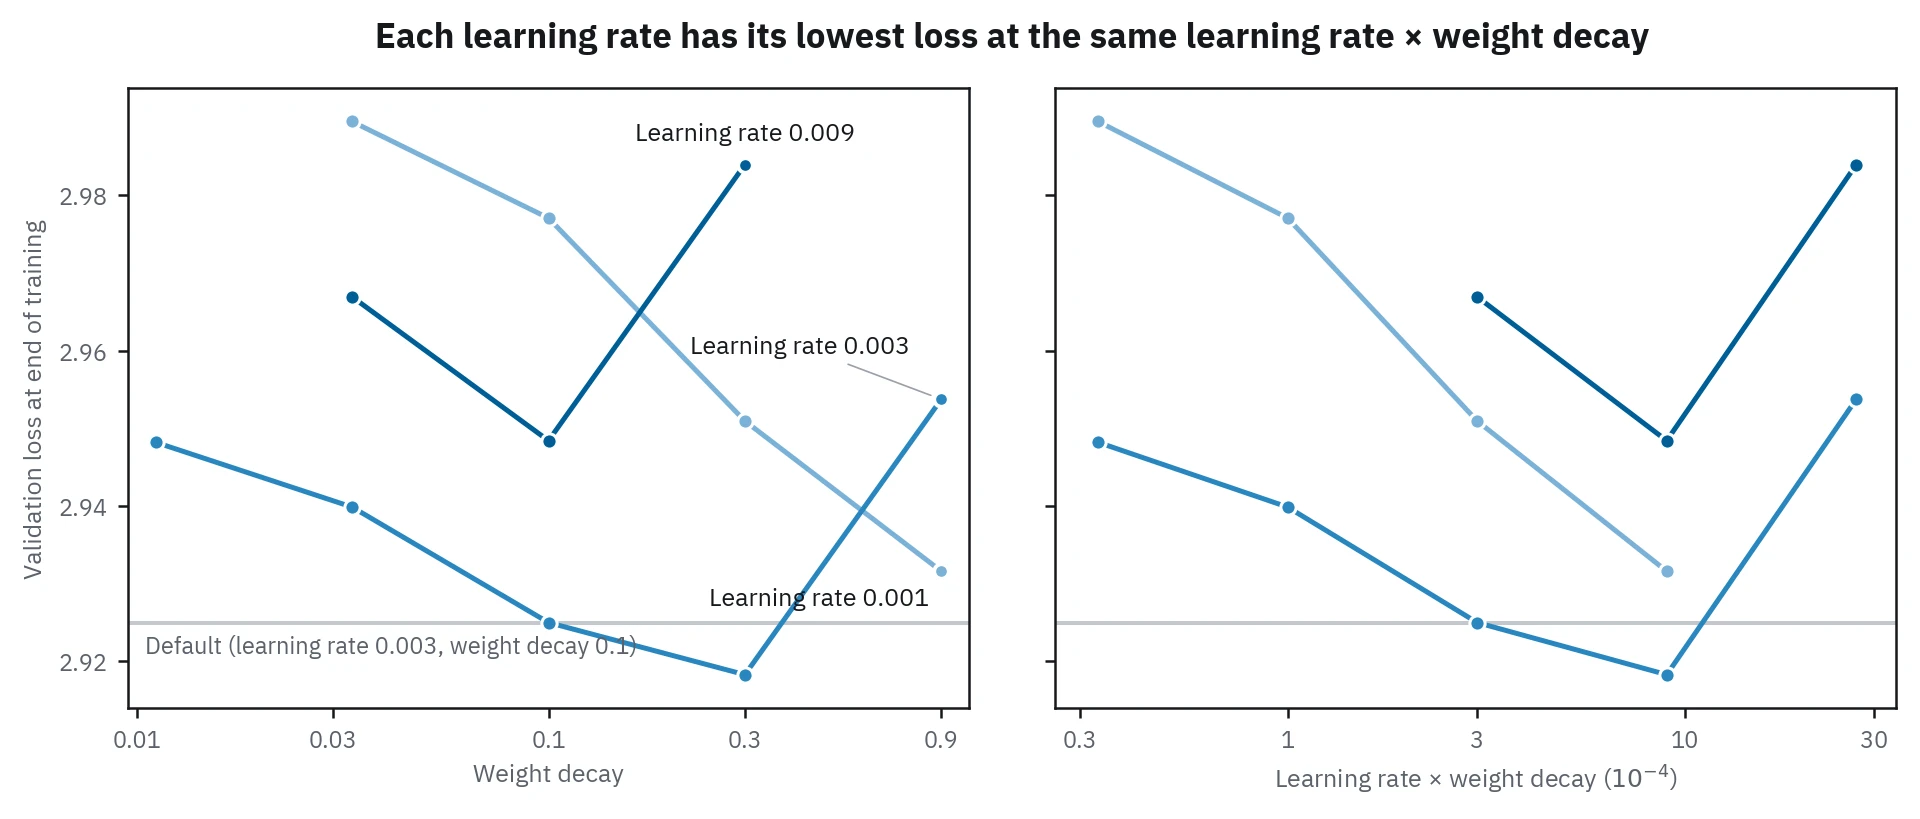 Each learning rate has its lowest loss at the same learning rate × weight decay
Validation loss at end of training
2.98
2.96
2.94
2.92
Learning rate 0.009
Learning rate 0.003
Learning rate 0.001
Default (learning rate 0.003, weight decay 0.1)
0.01 0.03 0.1 0.3 0.9
Weight decay
0.3 1 3 10 30
Learning rate × weight decay (10⁻⁴)